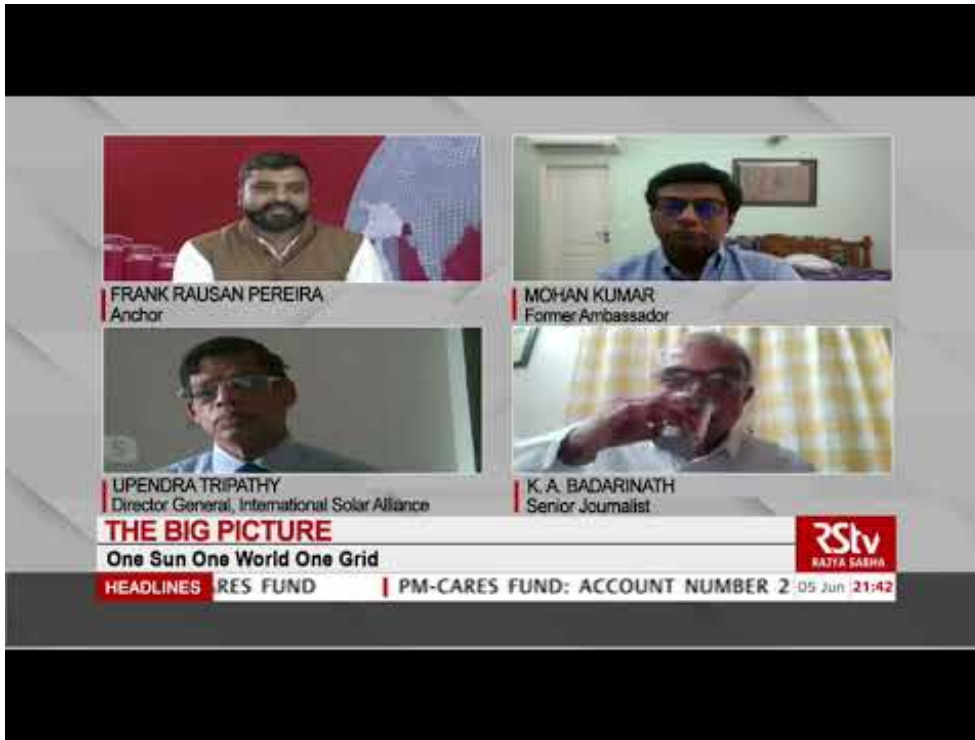 FRANK RAUSAN PEREIRA
Anchor
MOHAN KUMAR
Former Ambassador
UPENDRA TRIPATHY
Director General, International Solar Alliance
K. A. BADARINATH
Senior Journalist
THE BIG PICTURE
One Sun One World One Grid
RStv
RAJYA SABHA
HEADLINES
RES FUND
PM-CARES FUND: ACCOUNT NUMBER 2
05 Jun 21:42